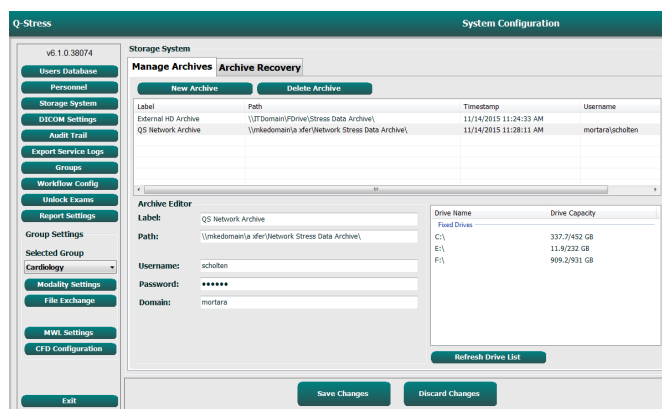 Q-Stress System Configuration
v6.1.0.38074
Users Database
Personnel
Storage System
DICOM Settings
Audit Trail
Export Service Logs
Groups
Workflow Config
Unlock Exams
Report Settings
Group Settings
Selected Group
Cardiology
Modality Settings
File Exchange
MWL Settings
CFD Configuration
Exit
Storage System
Manage Archives Archive Recovery
New Archive Delete Archive
Label Path Timestamp Username
External HD Archive \\ITDomain\FDrive\Stress Data Archive\ 11/14/2015 11:24:33 AM
QS Network Archive \\mkedomain\a xfer\Network Stress Data Archive\ 11/14/2015 11:28:11 AM mortara\scholten
Archive Editor
Label: QS Network Archive
Path: \\mkedomain\a xfer\Network Stress Data Archive\
Username: scholten
Password: ••••••
Domain: mortara
Drive Name Drive Capacity
Fixed Drives
C:\ 337.7/452 GB
E:\ 11.9/232 GB
F:\ 909.2/931 GB
Refresh Drive List
Save Changes Discard Changes